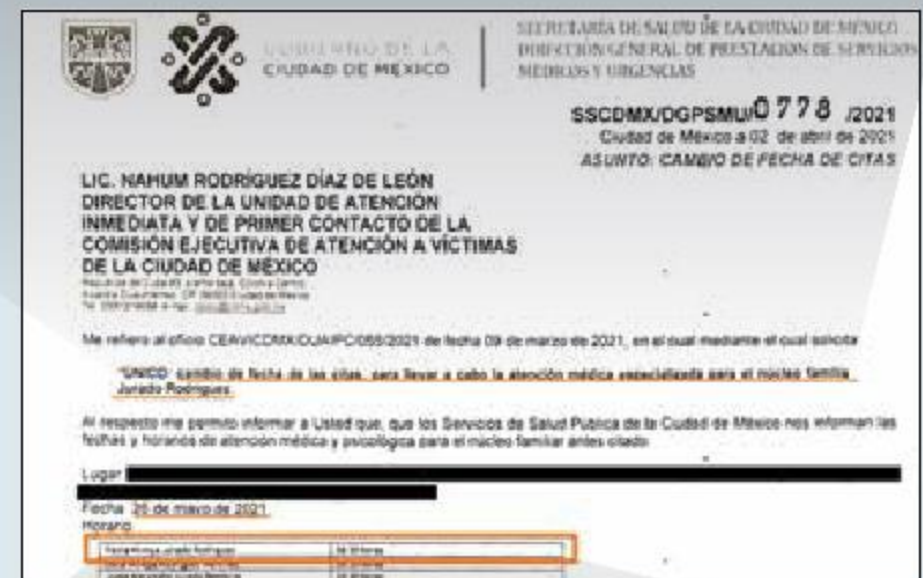 GOBIERNO DE LA
CIUDAD DE MÉXICO
SECRETARÍA DE SALUD DE LA CIUDAD DE MÉXICO
DIRECCIÓN GENERAL DE PRESTACIÓN DE SERVICIOS
MÉDICOS Y URGENCIAS
SSCDMX/DGPSMU/0778 /2021
Ciudad de México a 02 de abril de 2021
ASUNTO: CAMBIO DE FECHA DE CITAS
LIC. NAHUM RODRÍGUEZ DÍAZ DE LEÓN
DIRECTOR DE LA UNIDAD DE ATENCIÓN
INMEDIATA Y DE PRIMER CONTACTO DE LA
COMISIÓN EJECUTIVA DE ATENCIÓN A VÍCTIMAS
DE LA CIUDAD DE MÉXICO
Me refiero al oficio de fecha 09 de marzo de 2021, en el cual mediante el cual solicita
"ÚNICO: cambio de fecha de las citas, para llevar a cabo la atención médica especializada para el núcleo familia
Jurado Rodríguez.
Al respecto me permito informar a Usted que, que los Servicios de Salud Pública de la Ciudad de México nos informan las
fechas y horarios de atención médica y psicológica para el núcleo familiar antes citado
Lugar
Fecha 26 de mayo de 2021
Horario